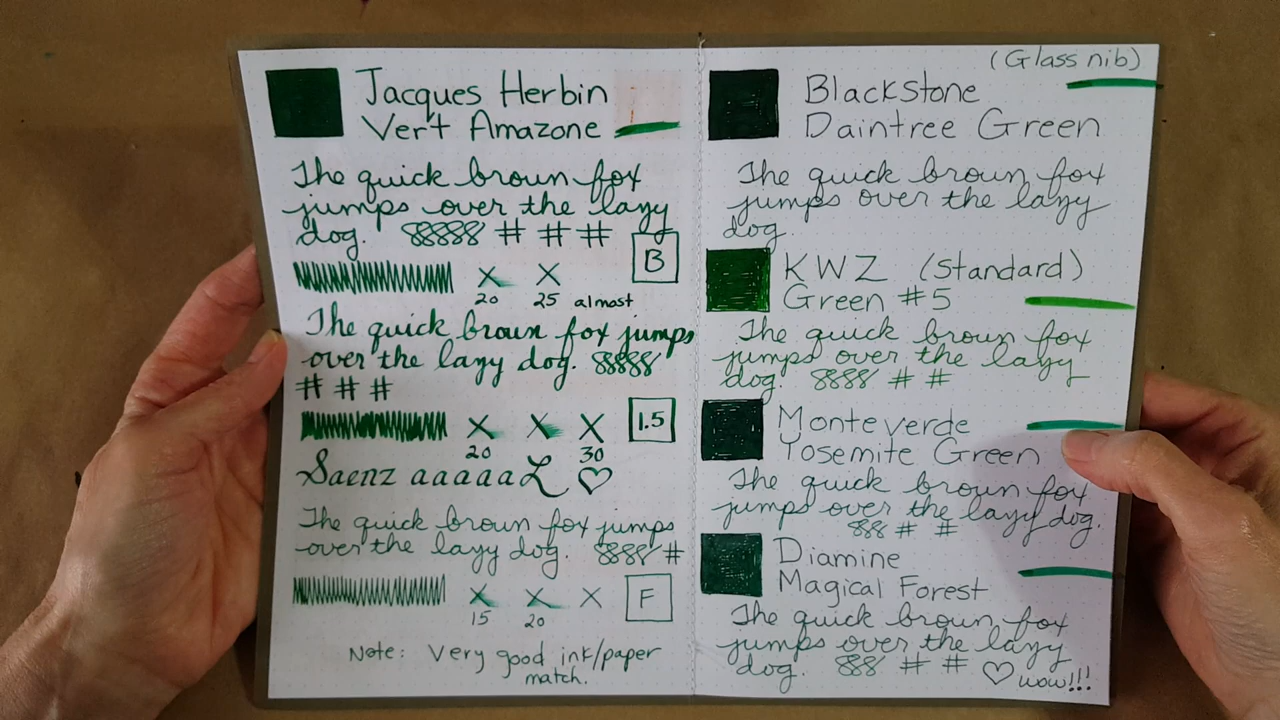 Jacques Herbin
Vert Amazone
The quick broun fox
jumps over the lazy
dog. 88888 # # #
B
20 25 almost
The quick broun fox jumps
over the lazy dog. 88888
# # #
1.5
20 30
Saenz aaaaa L ♡
The quick broun fox jumps
over the lazy dog. 8888 #
F
15 20
Note: Very good ink/paper
match.
(Glass nib)
Blackstone
Daintree Green
The quick broun fox
jumps over the lazy
dog
KWZ (Standard)
Green #5
The quick broun fox
jumps over the lazy
dog. 8888 # #
Monteverde
Yosemite Green
The quick broun fox
jumps over the lazy dog.
88 # #
Diamine
Magical Forest
The quick broun fox
jumps over the lazy
dog. 88 # # ♡ wow!!!